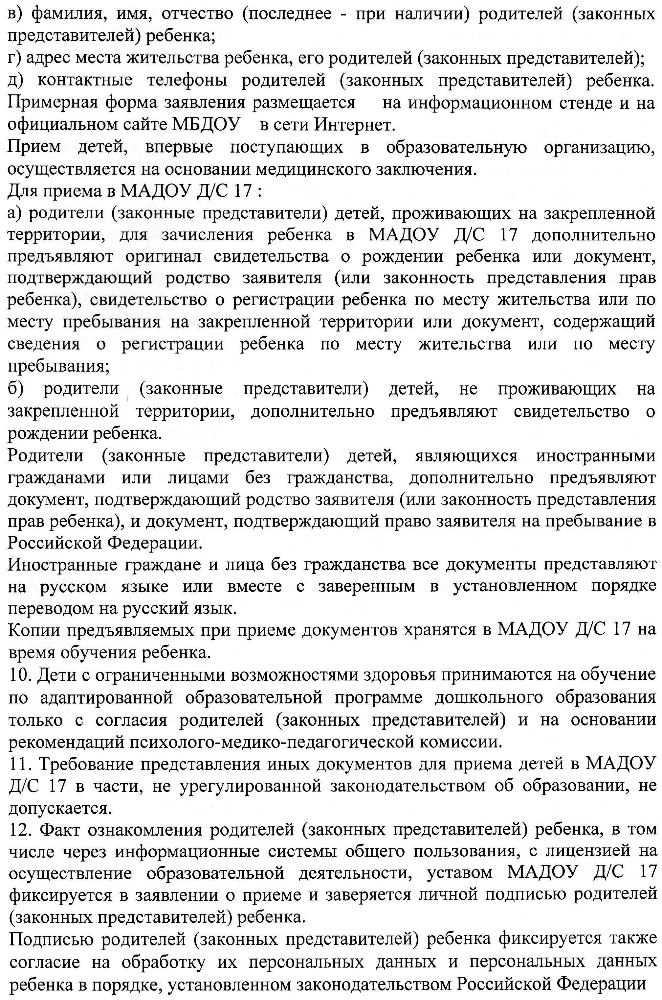 в) фамилия, имя, отчество (последнее - при наличии) родителей (законных
представителей) ребенка;
г) адрес места жительства ребенка, его родителей (законных представителей);
д) контактные телефоны родителей (законных представителей) ребенка.
Примерная форма заявления размещается на информационном стенде и на
официальном сайте МБДОУ в сети Интернет.
Прием детей, впервые поступающих в образовательную организацию,
осуществляется на основании медицинского заключения.
Для приема в МАДОУ Д/С 17 :
а) родители (законные представители) детей, проживающих на закрепленной
территории, для зачисления ребенка в МАДОУ Д/С 17 дополнительно
предъявляют оригинал свидетельства о рождении ребенка или документ,
подтверждающий родство заявителя (или законность представления прав
ребенка), свидетельство о регистрации ребенка по месту жительства или по
месту пребывания на закрепленной территории или документ, содержащий
сведения о регистрации ребенка по месту жительства или по месту
пребывания;
б) родители (законные представители) детей, не проживающих на
закрепленной территории, дополнительно предъявляют свидетельство о
рождении ребенка.
Родители (законные представители) детей, являющихся иностранными
гражданами или лицами без гражданства, дополнительно предъявляют
документ, подтверждающий родство заявителя (или законность представления
прав ребенка), и документ, подтверждающий право заявителя на пребывание в
Российской Федерации.
Иностранные граждане и лица без гражданства все документы представляют
на русском языке или вместе с заверенным в установленном порядке
переводом на русский язык.
Копии предъявляемых при приеме документов хранятся в МАДОУ Д/С 17 на
время обучения ребенка.
10. Дети с ограниченными возможностями здоровья принимаются на обучение
по адаптированной образовательной программе дошкольного образования
только с согласия родителей (законных представителей) и на основании
рекомендаций психолого-медико-педагогической комиссии.
11. Требование представления иных документов для приема детей в МАДОУ
Д/С 17 в части, не урегулированной законодательством об образовании, не
допускается.
12. Факт ознакомления родителей (законных представителей) ребенка, в том
числе через информационные системы общего пользования, с лицензией на
осуществление образовательной деятельности, уставом МАДОУ Д/С 17
фиксируется в заявлении о приеме и заверяется личной подписью родителей
(законных представителей) ребенка.
Подписью родителей (законных представителей) ребенка фиксируется также
согласие на обработку их персональных данных и персональных данных
ребенка в порядке, установленном законодательством Российской Федерации